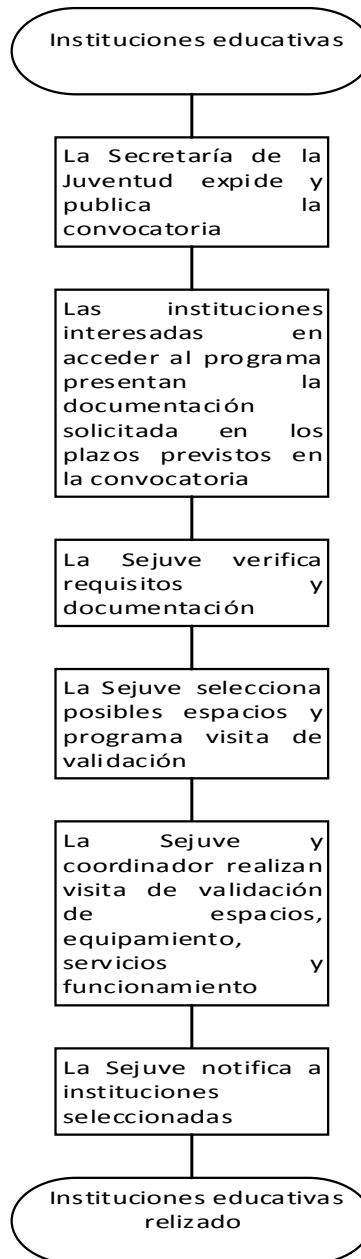 Instituciones educativas
La Secretaría de la
Juventud expide y
publica la
convocatoria
Las instituciones
interesadas en
acceder al programa
presentan la
documentación
solicitada en los
plazos previstos en
la convocatoria
La Sejuve verifica
requisitos y
documentación
La Sejuve selecciona
posibles espacios y
programa visita de
validación
La Sejuve y
coordinador realizan
visita de validación
de espacios,
equipamiento,
servicios y
funcionamiento
La Sejuve notifica a
instituciones
seleccionadas
Instituciones educativas
relizado